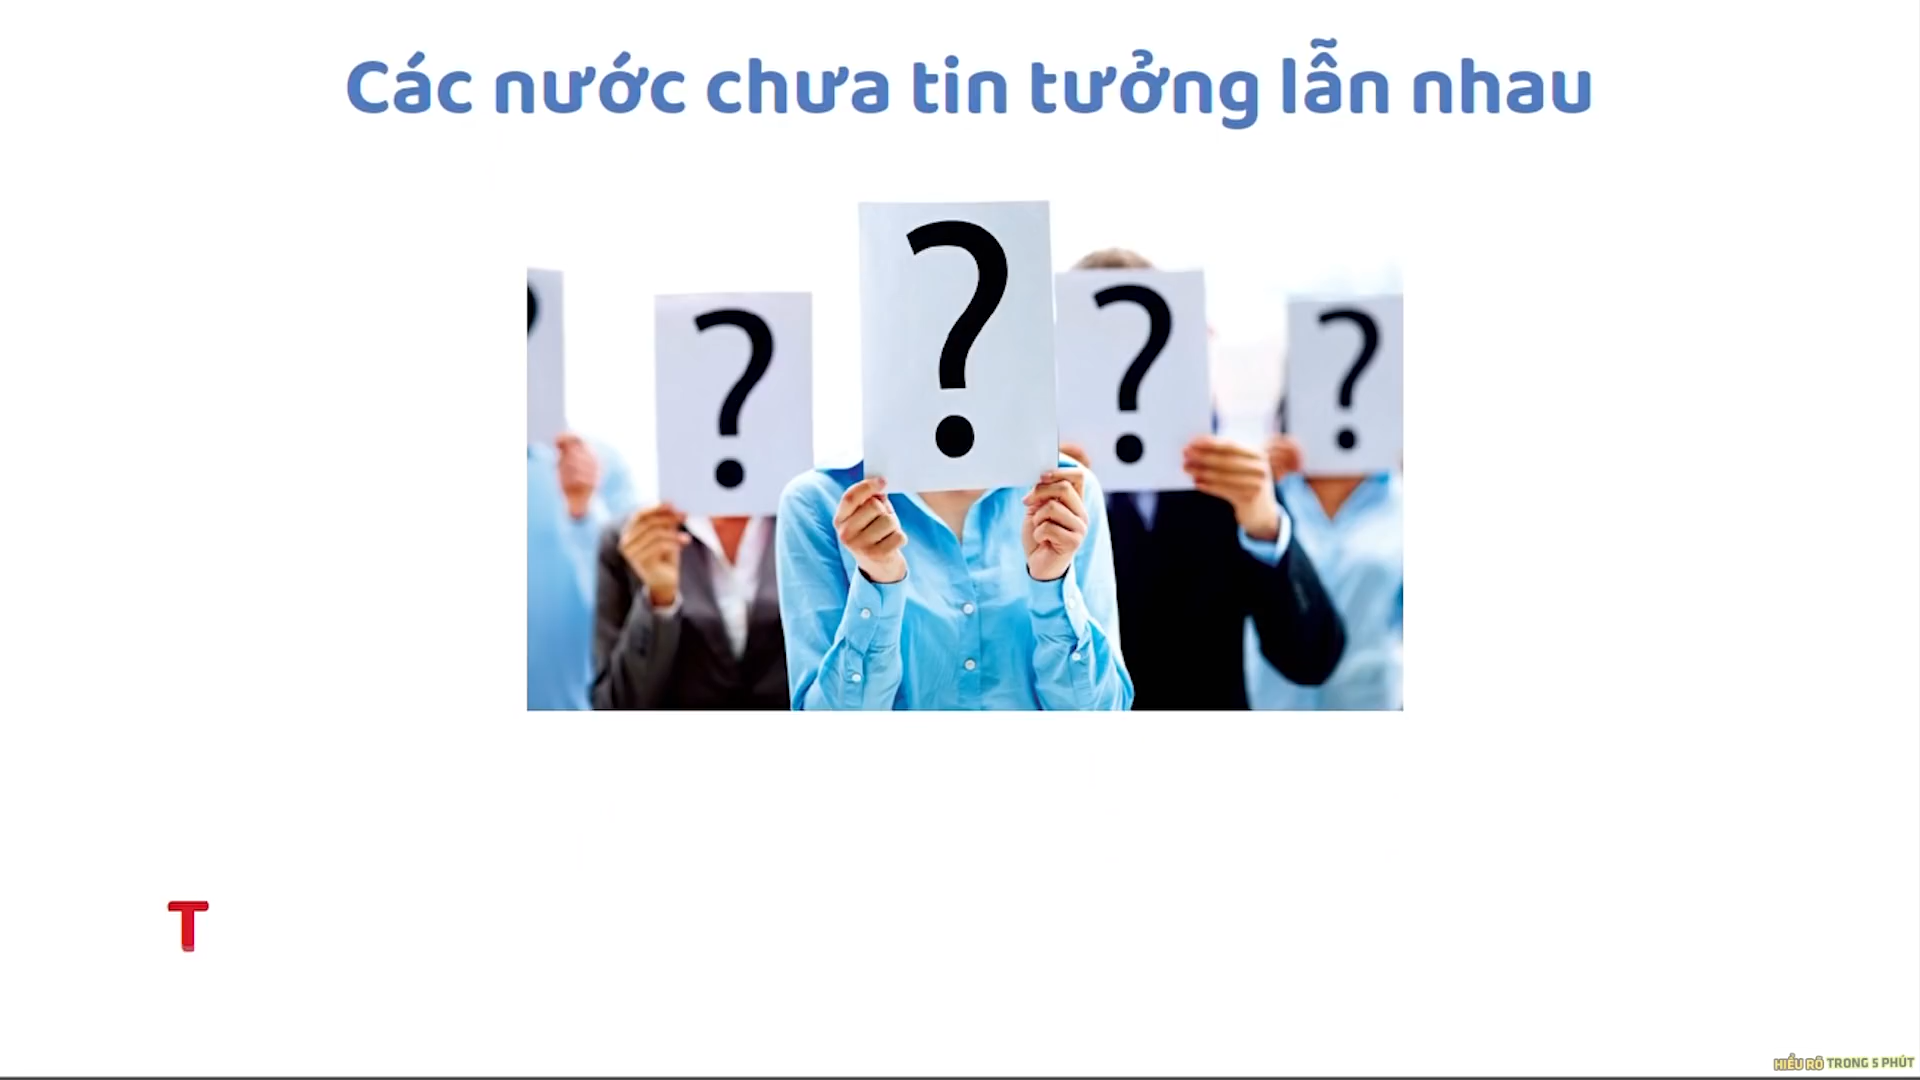 Các nước chưa tin tưởng lẫn nhau
?
?
?
?
?
T
HIỂU RÕ TRONG 5 PHÚT